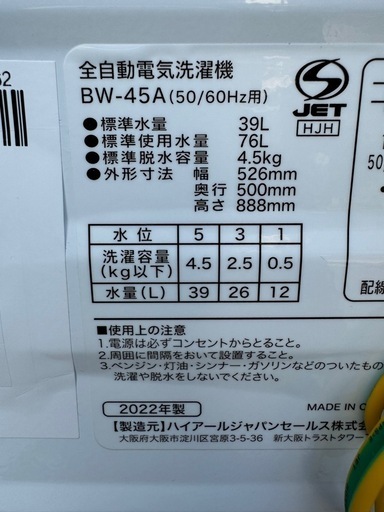 62
全自動電気洗濯機
BW-45A(50/60Hz用)
JET
HJH
■標準水量 39L
■標準使用水量 76L
■標準脱水容量 4.5kg
■外形寸法 幅 526mm
奥行 500mm
高さ 888mm
水位 5 3 1
洗濯容量(kg以下) 4.5 2.5 0.5
水量(L) 39 26 12
■使用上の注意
1.電源は必ずコンセントからとること。
2.周囲に間隔をおいて設置すること。
3.ベンジン・灯油・シンナー・ガソリンなどのついたもの
洗濯や脱水をしないこと。
2022年製
MADE IN C
【製造元】ハイアールジャパンセールス株式会
大阪府大阪市淀川区宮原3-5-36 新大阪トラストタワー
50
配線